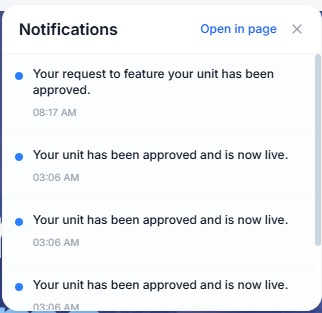 Notifications
Open in page
Your request to feature your unit has been
approved.
08:17 AM
Your unit has been approved and is now live.
03:06 AM
Your unit has been approved and is now live.
03:06 AM
Your unit has been approved and is now live.
03:06 AM